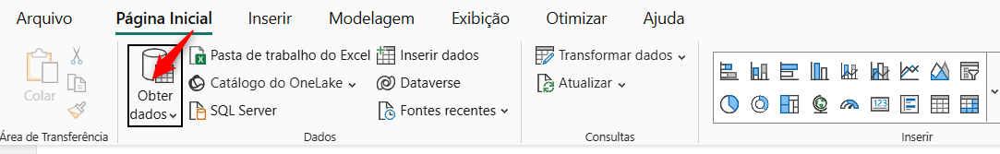 Arquivo Página Inicial Inserir Modelagem Exibição Otimizar Ajuda
Colar
Obter
dados
Pasta de trabalho do Excel
Catálogo do OneLake
SQL Server
Inserir dados
Dataverse
Fontes recentes
Transformar dados
Atualizar
123
Área de Transferência Dados Consultas Inserir